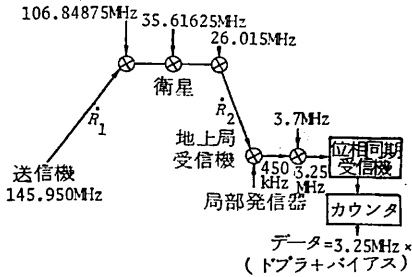 106.84875MHz
35.61625MHz
26.015MHz
衛星
Ṙ1
Ṙ2
3.7MHz
地上局
受信機
位相同期
受信機
送信機
145.950MHz
450
kHz
3.25
MHz
局部発信器
カウンタ
データ=3.25MHz×
(ドプラ+バイアス)